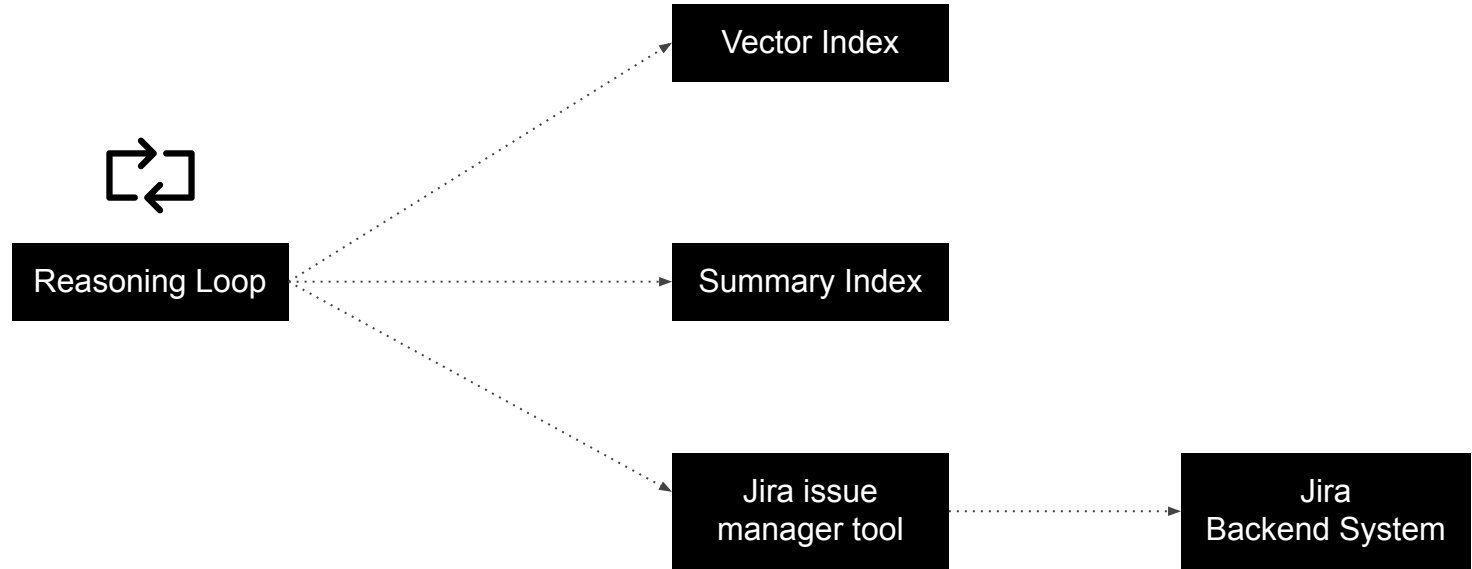 Vector Index
Reasoning Loop
Summary Index
Jira issue
manager tool
Jira
Backend System